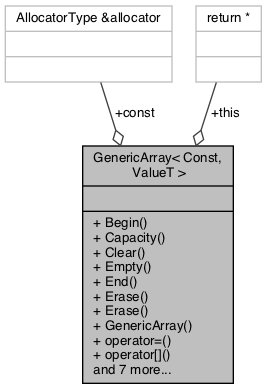 AllocatorType &allocator
return *
+const
+this
GenericArray< Const,
ValueT >
+ Begin()
+ Capacity()
+ Clear()
+ Empty()
+ End()
+ Erase()
+ Erase()
+ GenericArray()
+ operator=()
+ operator[]()
and 7 more...